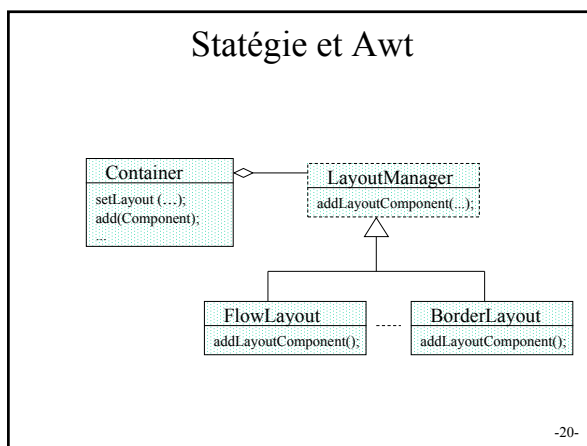 Statégie et Awt
Container
setLayout (…);
add(Component);
...
LayoutManager
addLayoutComponent(...);
FlowLayout
addLayoutComponent();
BorderLayout
addLayoutComponent();
-20-